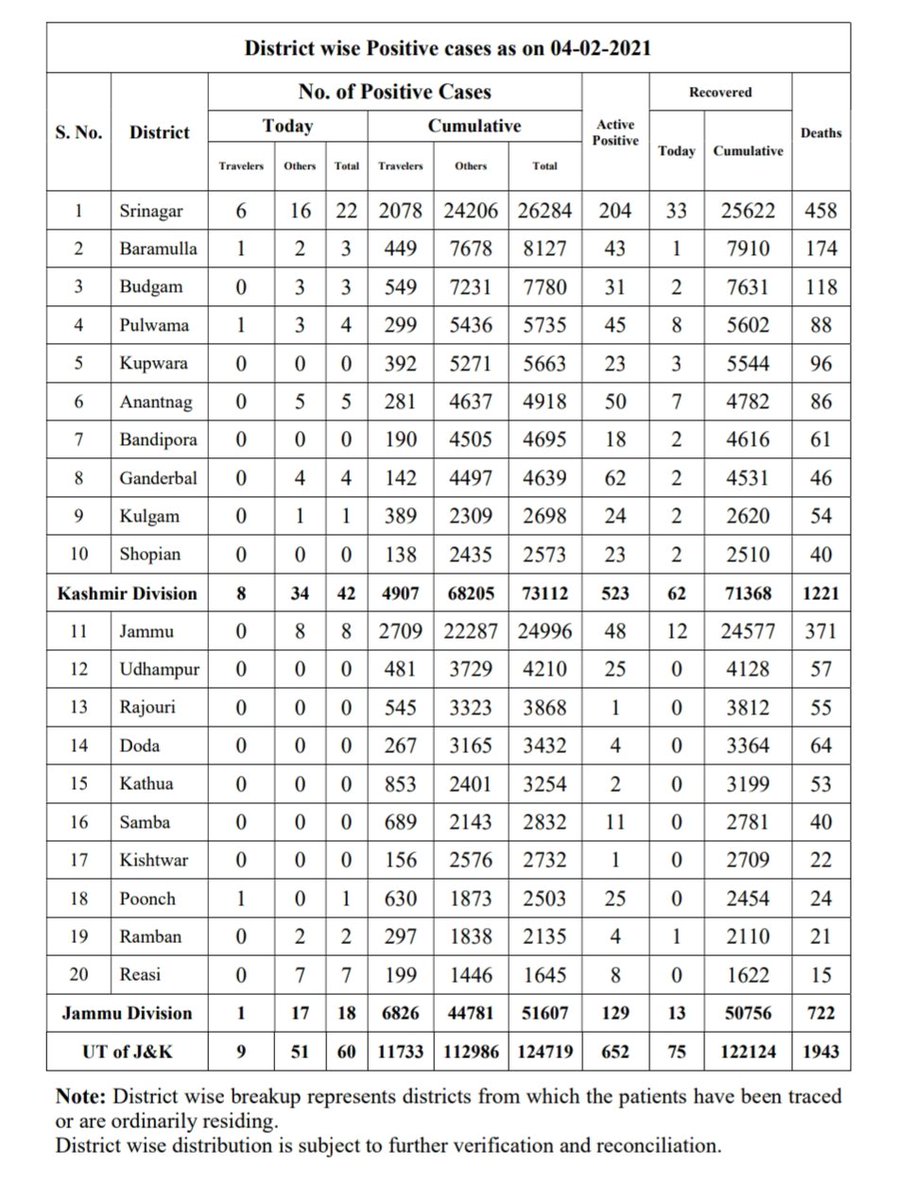 District wise Positive cases as on 04-02-2021
S. No. District No. of Positive Cases Active Positive Recovered Deaths
Today Cumulative Today Cumulative
Travelers Others Total Travelers Others Total
1 Srinagar 6 16 22 2078 24206 26284 204 33 25622 458
2 Baramulla 1 2 3 449 7678 8127 43 1 7910 174
3 Budgam 0 3 3 549 7231 7780 31 2 7631 118
4 Pulwama 1 3 4 299 5436 5735 45 8 5602 88
5 Kupwara 0 0 0 392 5271 5663 23 3 5544 96
6 Anantnag 0 5 5 281 4637 4918 50 7 4782 86
7 Bandipora 0 0 0 190 4505 4695 18 2 4616 61
8 Ganderbal 0 4 4 142 4497 4639 62 2 4531 46
9 Kulgam 0 1 1 389 2309 2698 24 2 2620 54
10 Shopian 0 0 0 138 2435 2573 23 2 2510 40
Kashmir Division 8 34 42 4907 68205 73112 523 62 71368 1221
11 Jammu 0 8 8 2709 22287 24996 48 12 24577 371
12 Udhampur 0 0 0 481 3729 4210 25 0 4128 57
13 Rajouri 0 0 0 545 3323 3868 1 0 3812 55
14 Doda 0 0 0 267 3165 3432 4 0 3364 64
15 Kathua 0 0 0 853 2401 3254 2 0 3199 53
16 Samba 0 0 0 689 2143 2832 11 0 2781 40
17 Kishtwar 0 0 0 156 2576 2732 1 0 2709 22
18 Poonch 1 0 1 630 1873 2503 25 0 2454 24
19 Ramban 0 2 2 297 1838 2135 4 1 2110 21
20 Reasi 0 7 7 199 1446 1645 8 0 1622 15
Jammu Division 1 17 18 6826 44781 51607 129 13 50756 722
UT of J&K 9 51 60 11733 112986 124719 652 75 122124 1943
Note: District wise breakup represents districts from which the patients have been traced
or are ordinarily residing.
District wise distribution is subject to further verification and reconciliation.